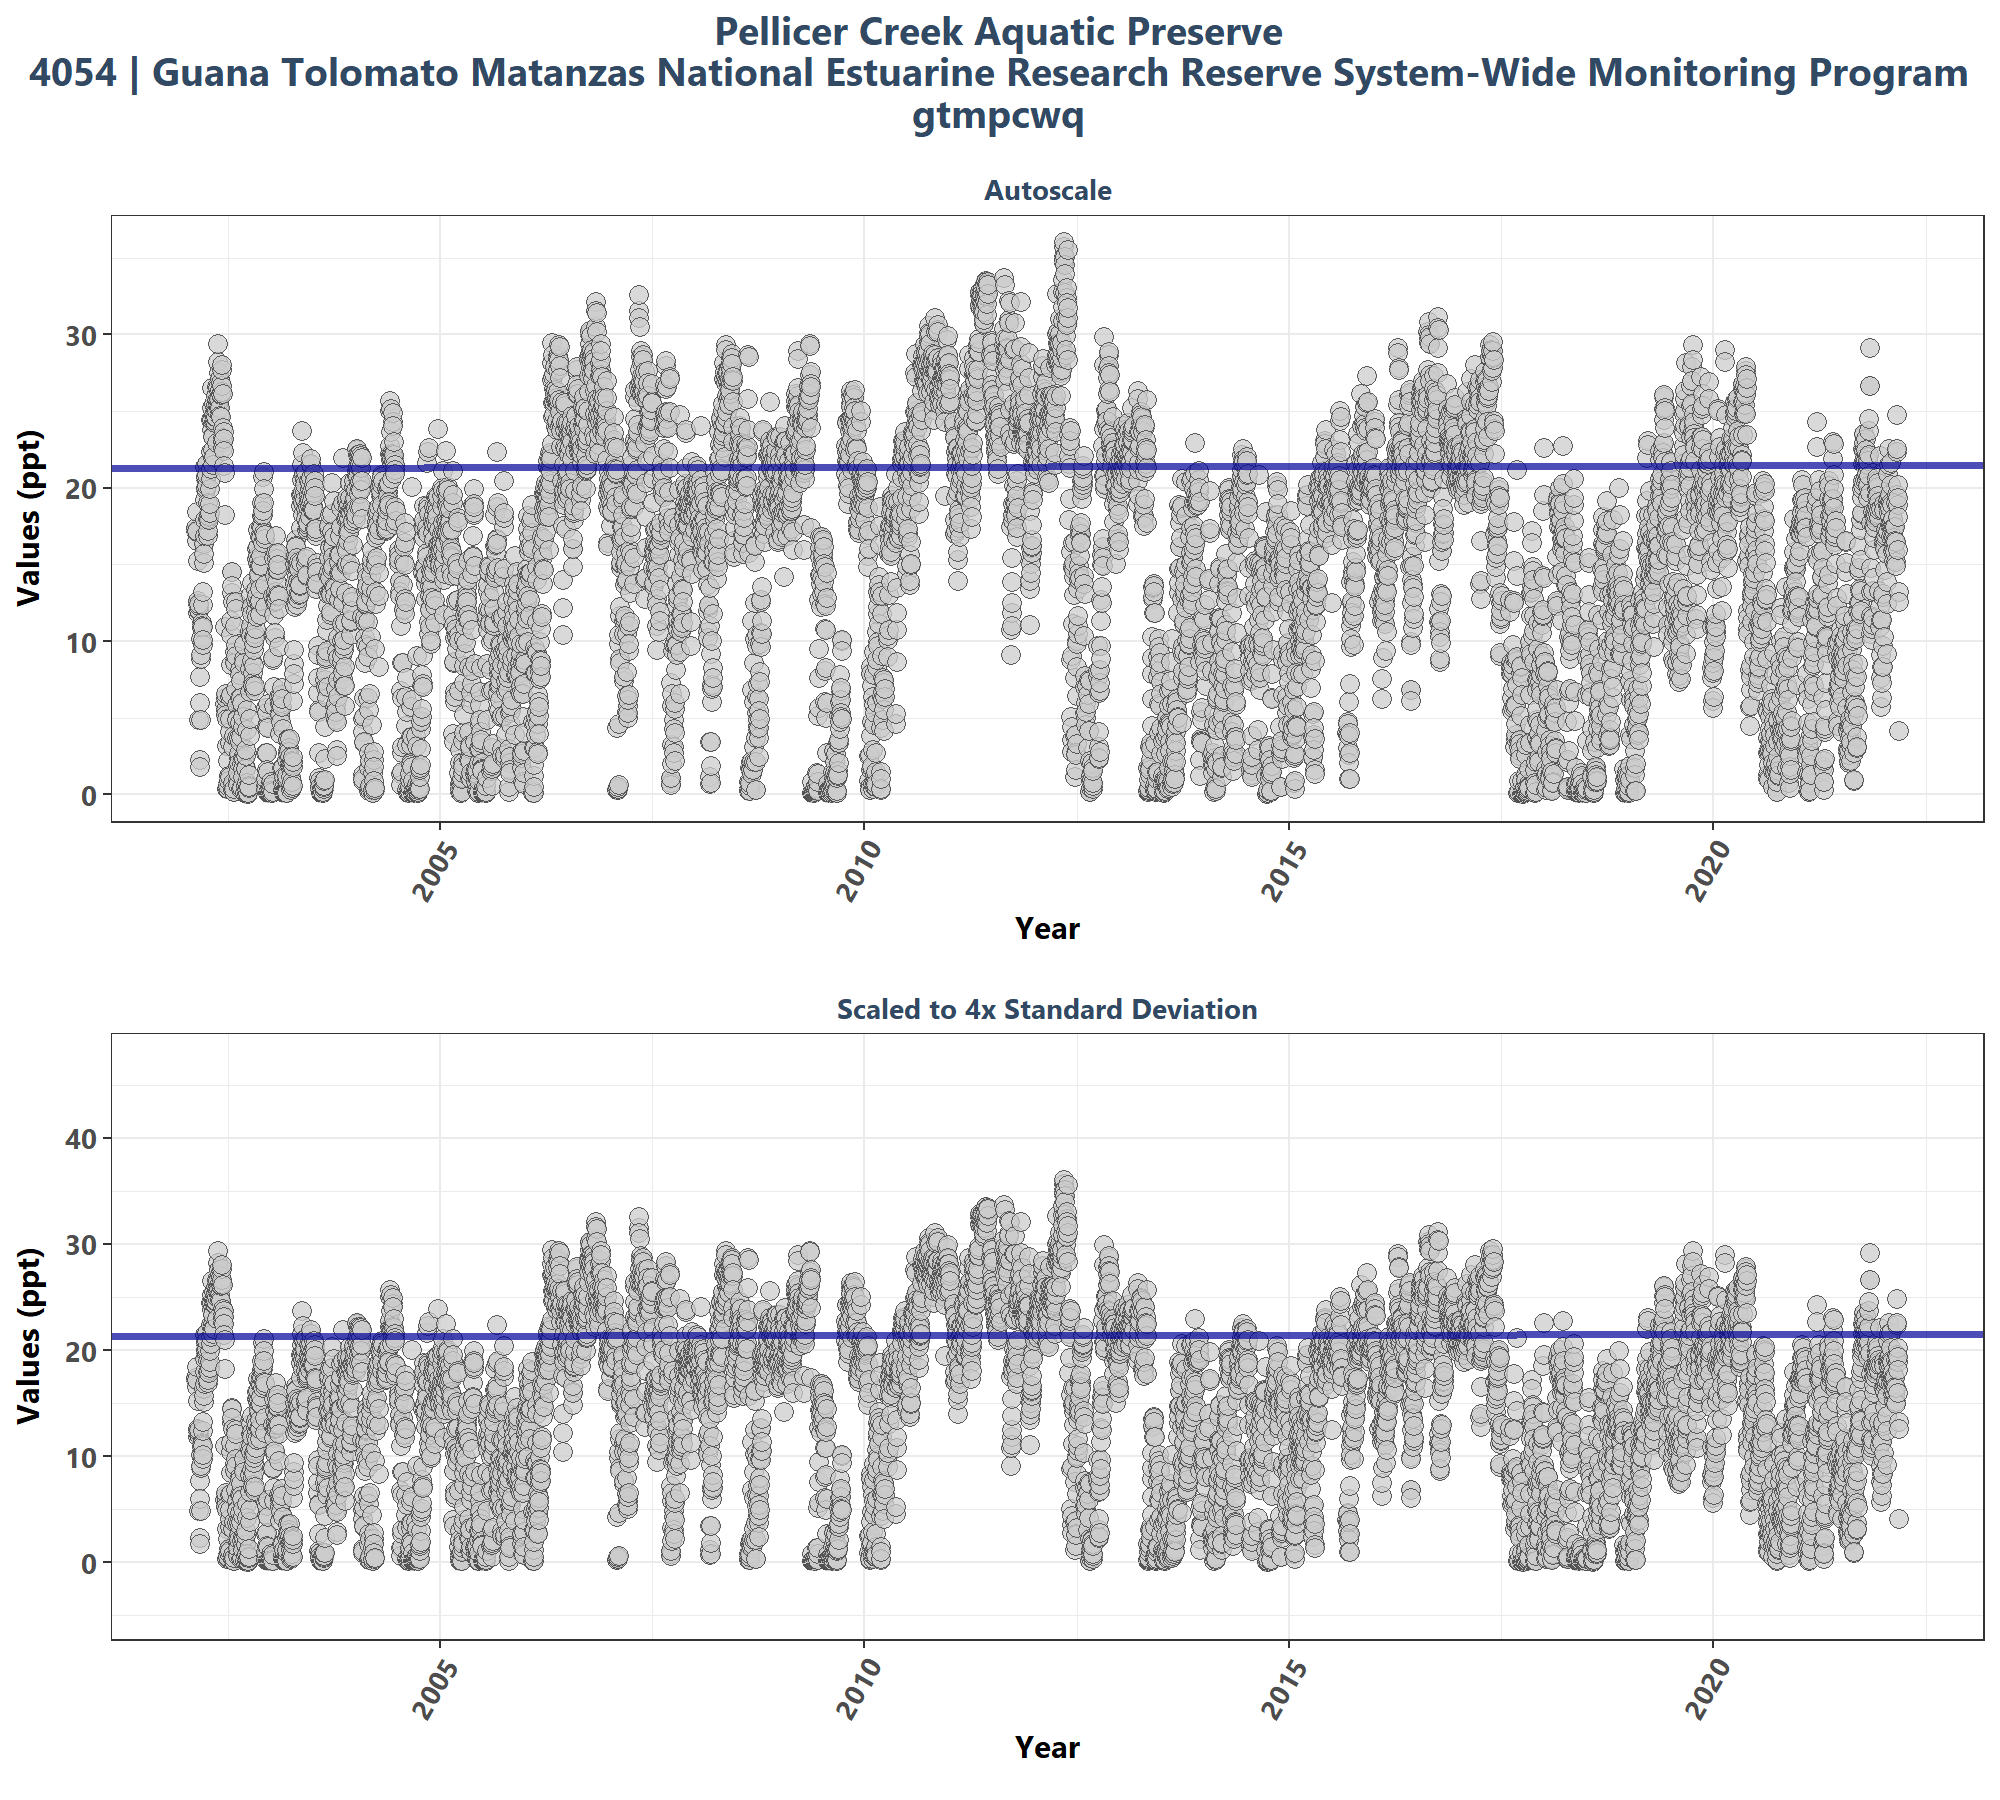 Pellicer Creek Aquatic Preserve
4054 | Guana Tolomato Matanzas National Estuarine Research Reserve System-Wide Monitoring Program
gtmpcwq
Autoscale
Values (ppt)
30
20
10
0
2005
2010
2015
2020
Year
Scaled to 4x Standard Deviation
Values (ppt)
40
30
20
10
0
2005
2010
2015
2020
Year